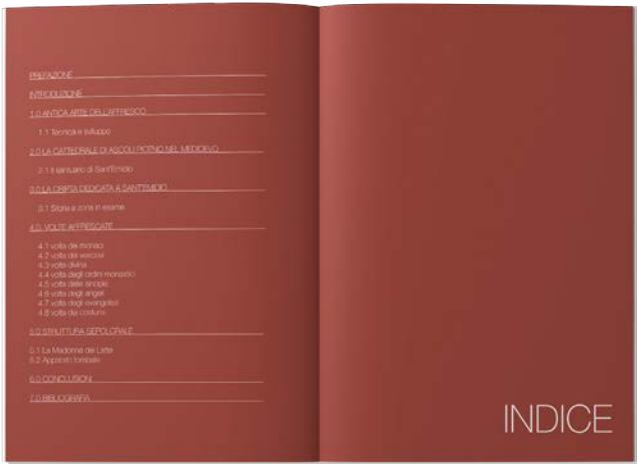 PREFAZIONE
INTRODUZIONE
1.0 ANTICA ARTE DELL'AFFRESCO
1.1 Tecnica e sviluppo
2.0 LA CATTEDRALE DI ASCOLI PICENO NEL MEDIOEVO
2.1 Il santuario di Sant'Emidio
3.0 LA CRIPTA DEDICATA A SANT'EMIDIO
3.1 Storia e zona in esame
4.0 VOLTE AFFRESCATE
4.1 volta dei monaci
4.2 volta dei vescovi
4.3 volta divina
4.4 volta degli ordini monastici
4.5 volta delle sinopie
4.6 volta degli angeli
4.7 volta degli evangelisti
4.8 volta dei costumi
5.0 STRUTTURA SEPOLCRALE
5.1 La Madonna del Latte
5.2 Apparati tombale
6.0 CONCLUSIONI
7.0 BIBLIOGRAFIA
INDICE